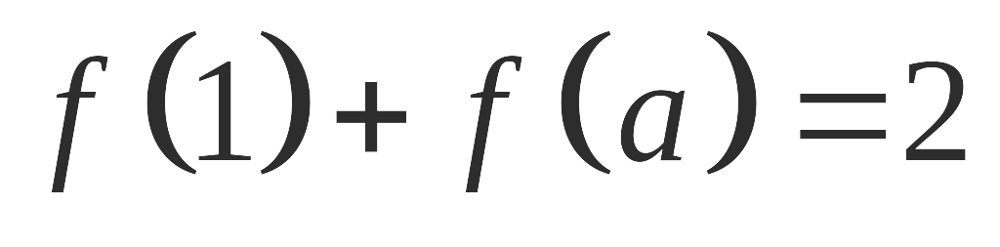 f (1)+ f (a) =2